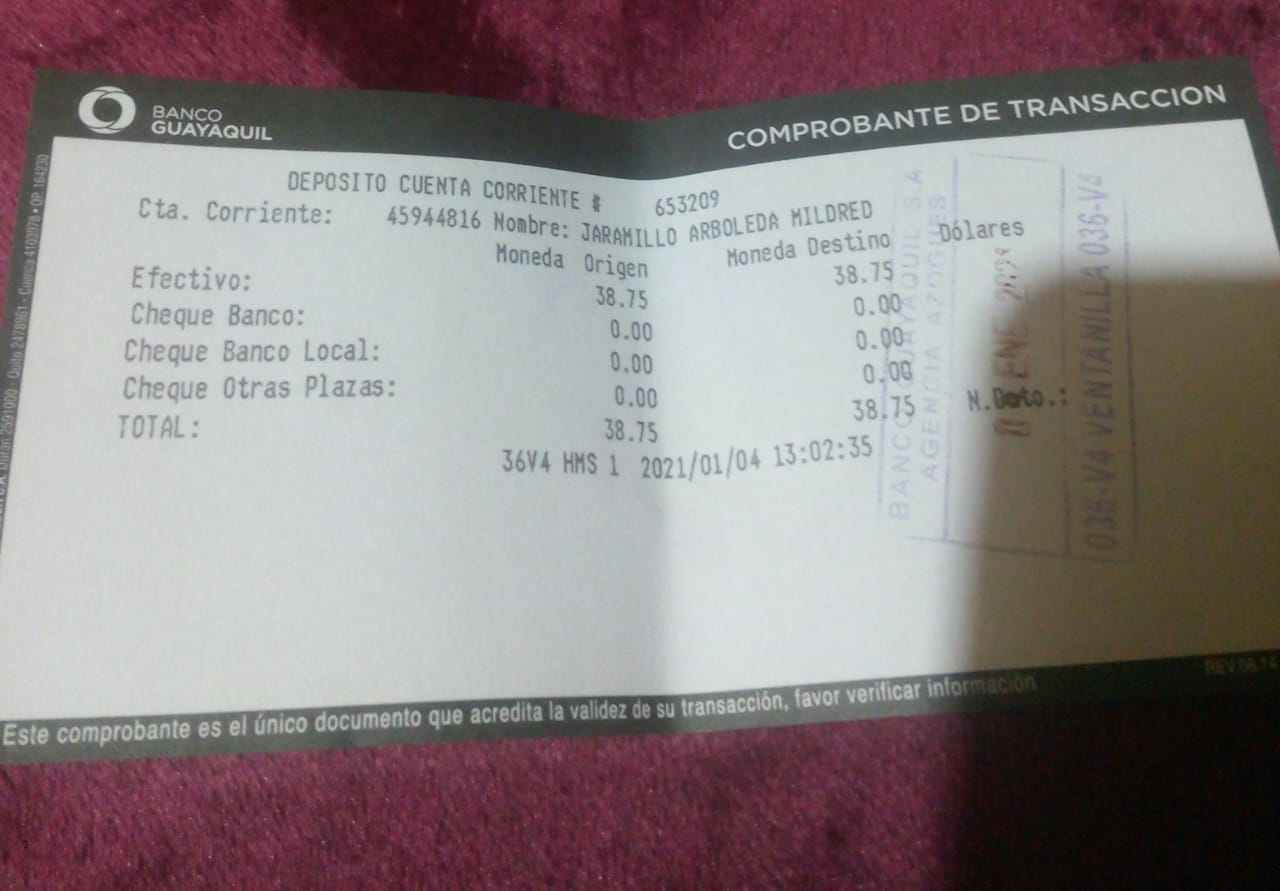 BANCO
GUAYAQUIL
COMPROBANTE DE TRANSACCION
DEPOSITO CUENTA CORRIENTE # 653209
Cta. Corriente: 45944816 Nombre: JARAMILLO ARBOLEDA MILDRED
Moneda Origen Moneda Destino Dólares
Efectivo: 38.75 38.75
Cheque Banco: 0.00 0.00
Cheque Banco Local: 0.00 0.00
Cheque Otras Plazas: 0.00 0.00
TOTAL: 38.75 38.75 N.Dcto.:
36V4 HMS 1 2021/01/04 13:02:35
BANCO GUAYAQUIL S.A
AGENCIA AZOGUES
ENE
036-V4 VENTANILLA 036-V4
Durán 2591000 - Quito 2478961 - Cuenca 4103978 • OP. 164230
REV.06.14
Este comprobante es el único documento que acredita la validez de su transacción, favor verificar información